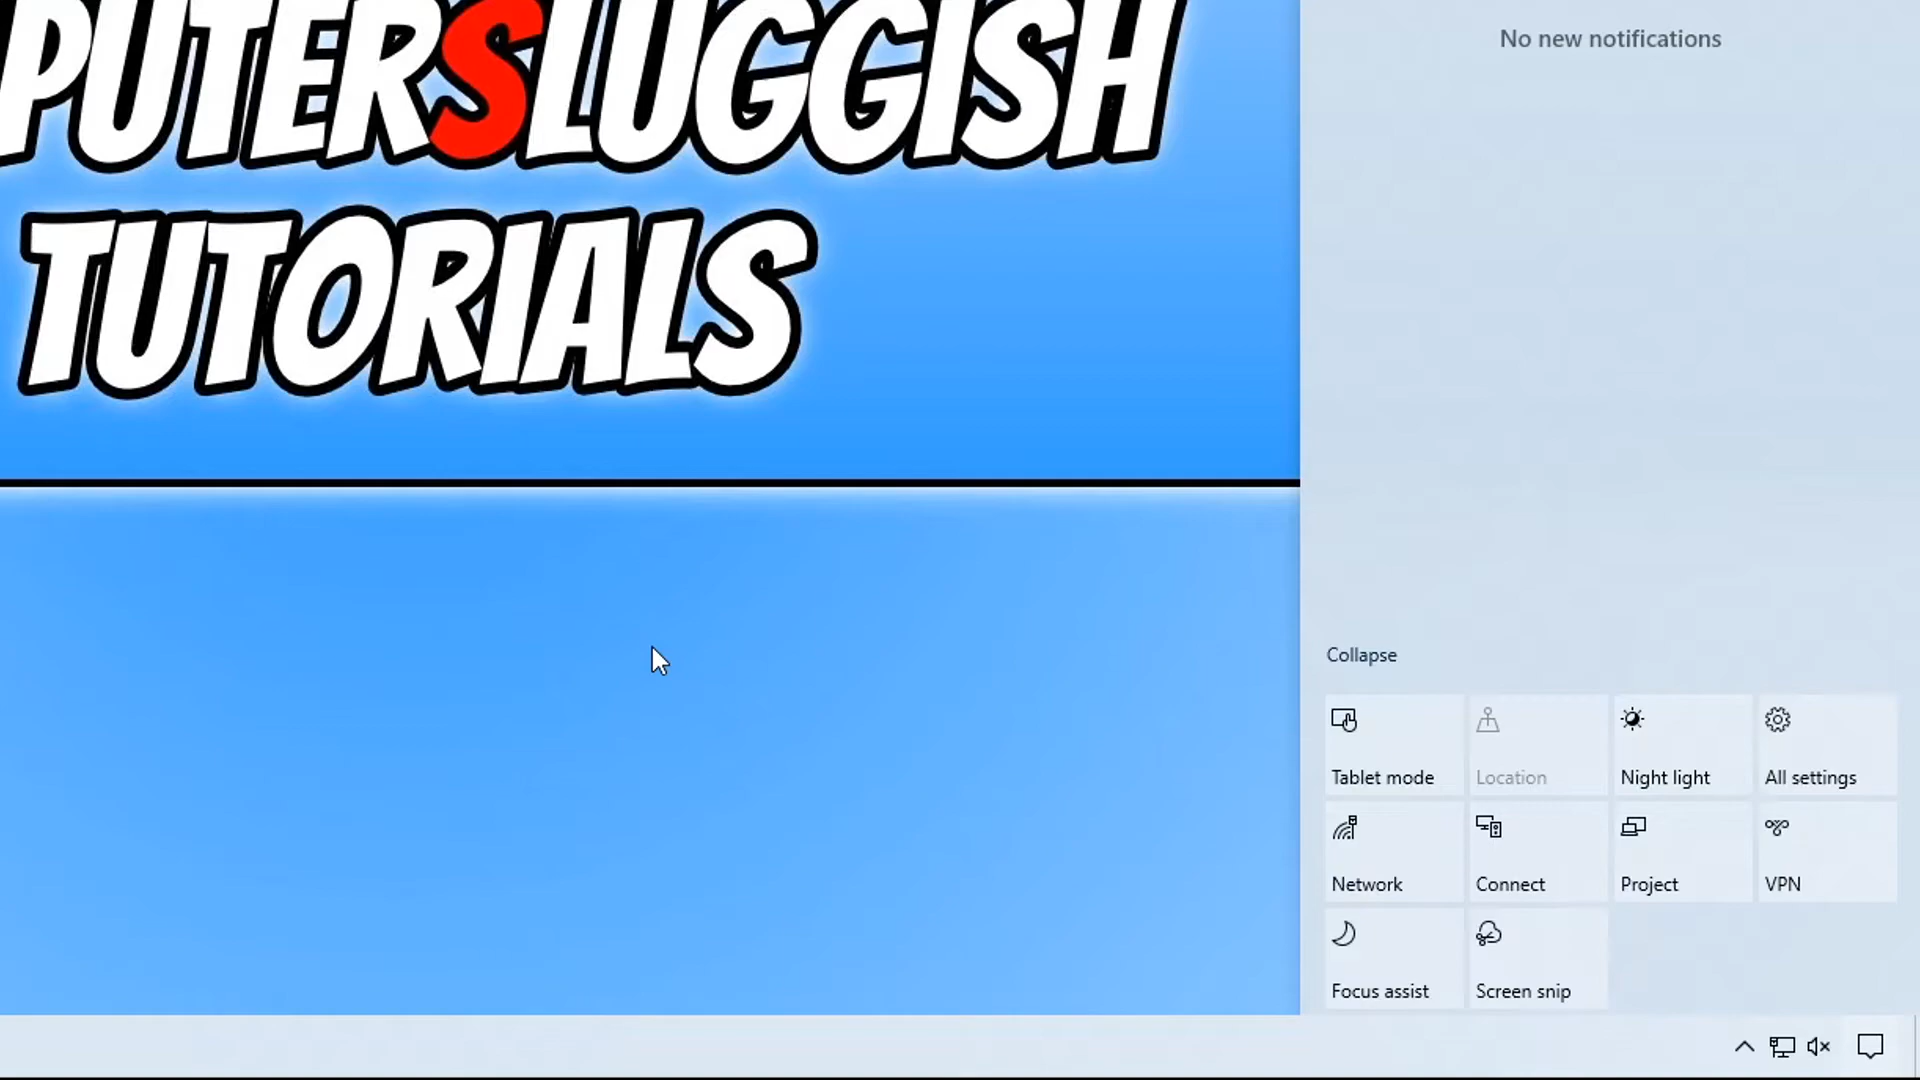 PUTERSLUGGISH
TUTORIALS
No new notifications
Collapse
Tablet mode
Location
Night light
All settings
Network
Connect
Project
VPN
Focus assist
Screen snip